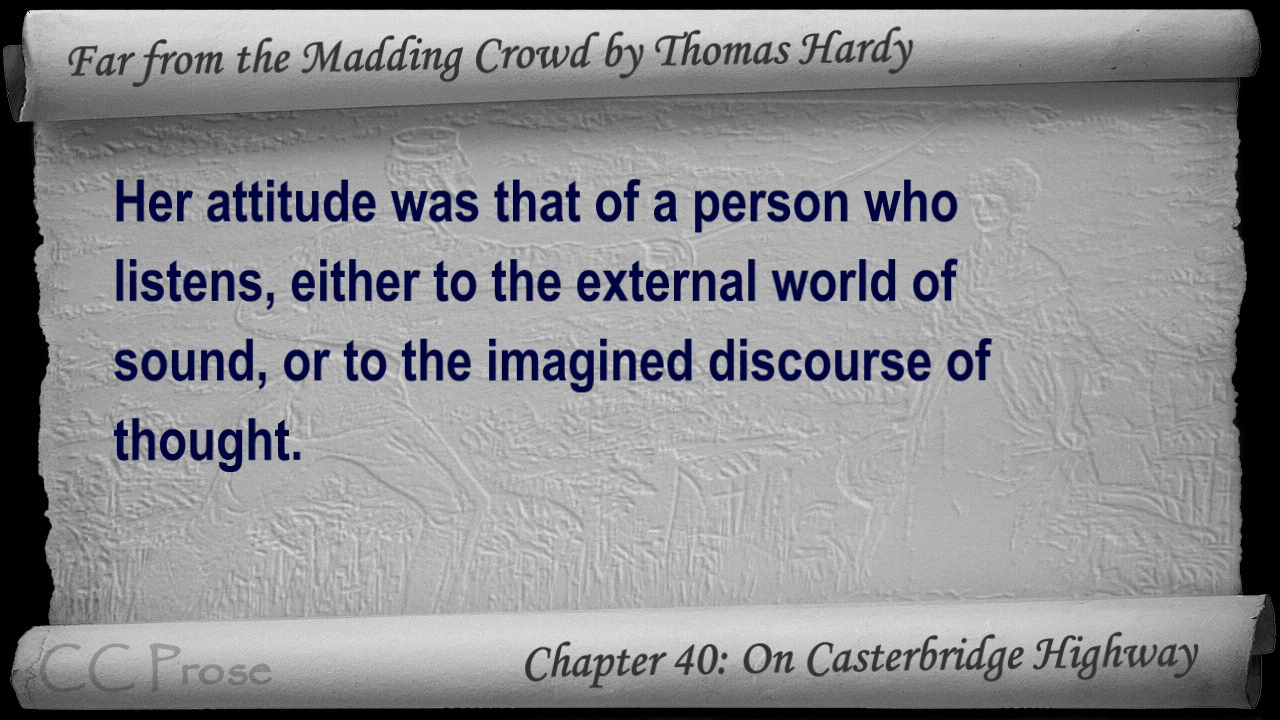 Far from the Madding Crowd by Thomas Hardy
Her attitude was that of a person who
listens, either to the external world of
sound, or to the imagined discourse of
thought.
CC Prose
Chapter 40: On Casterbridge Highway